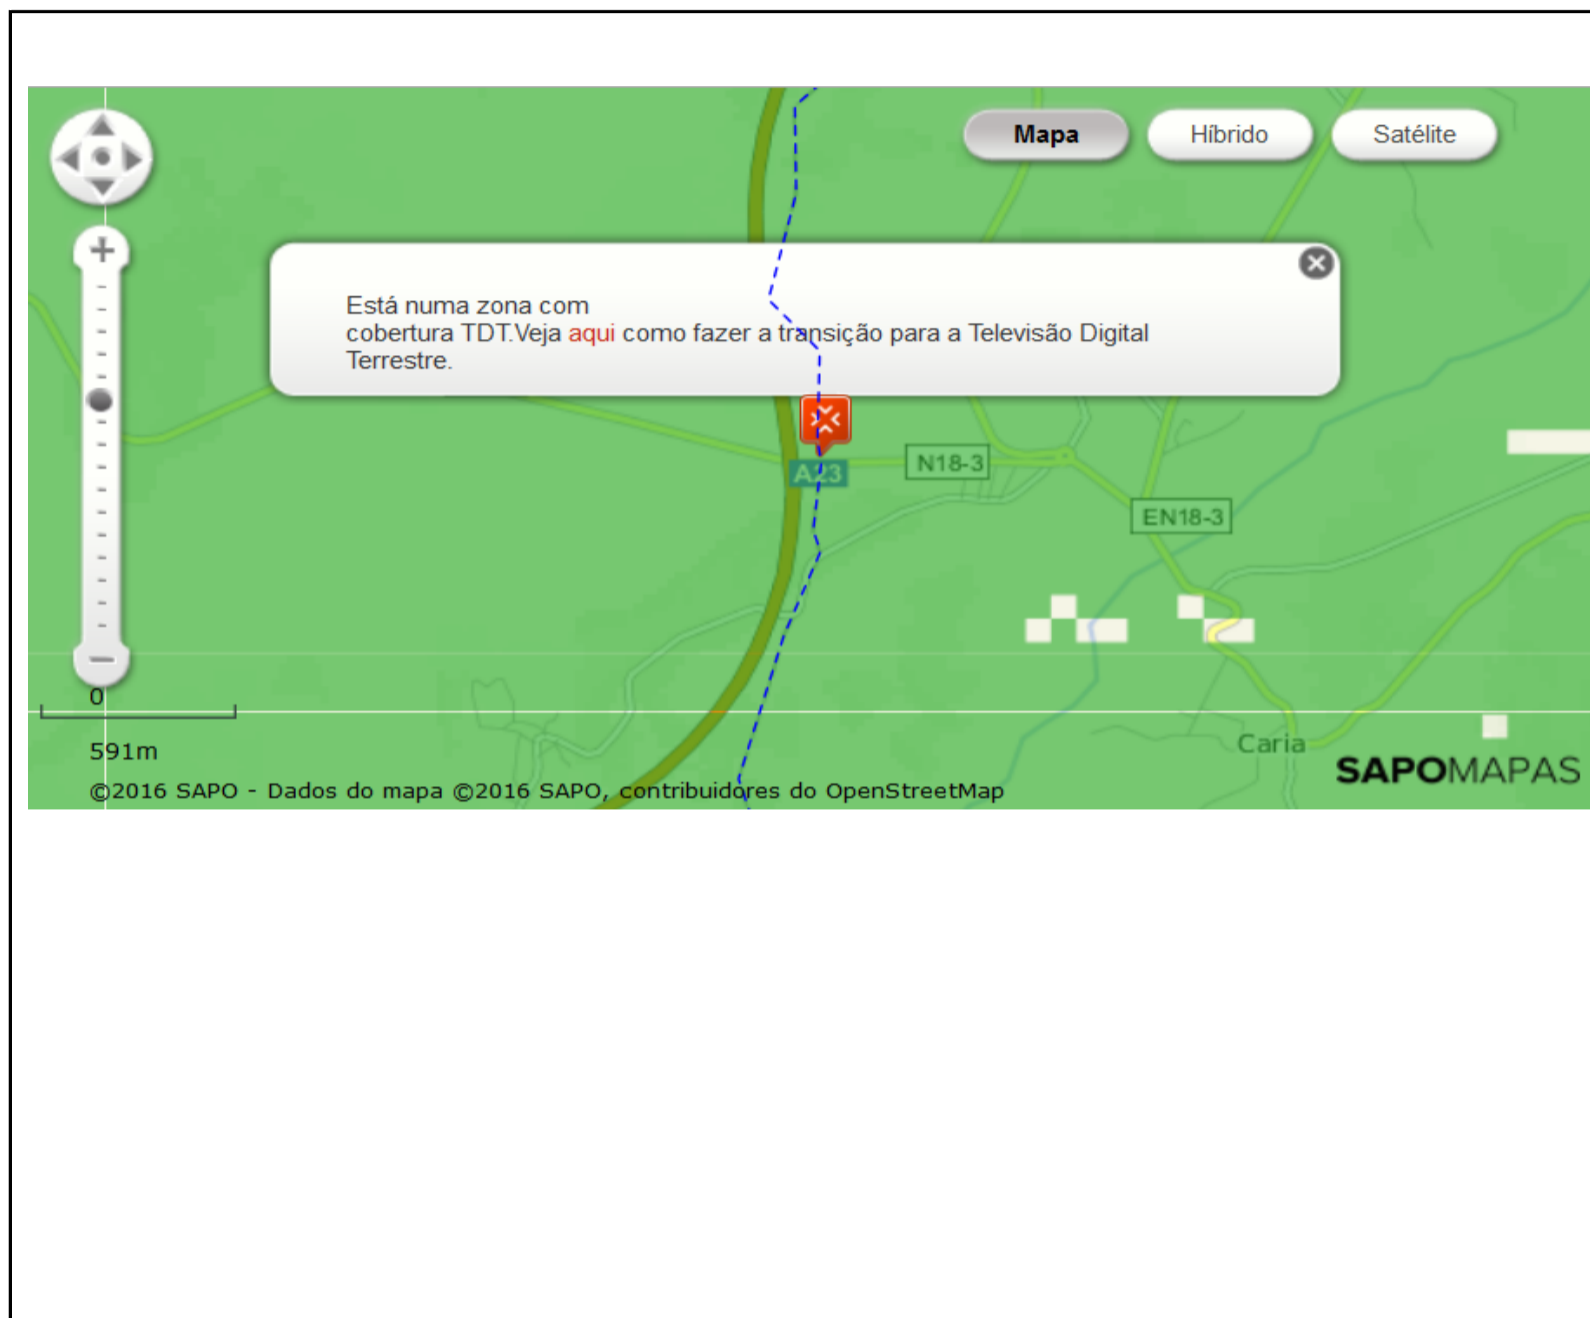 Mapa
Híbrido
Satélite
Está numa zona com
cobertura TDT.Veja aqui como fazer a transição para a Televisão Digital
Terrestre.
A23
N18-3
EN18-3
0
591m
Caria
SAPOMAPAS
©2016 SAPO - Dados do mapa ©2016 SAPO, contribuidores do OpenStreetMap